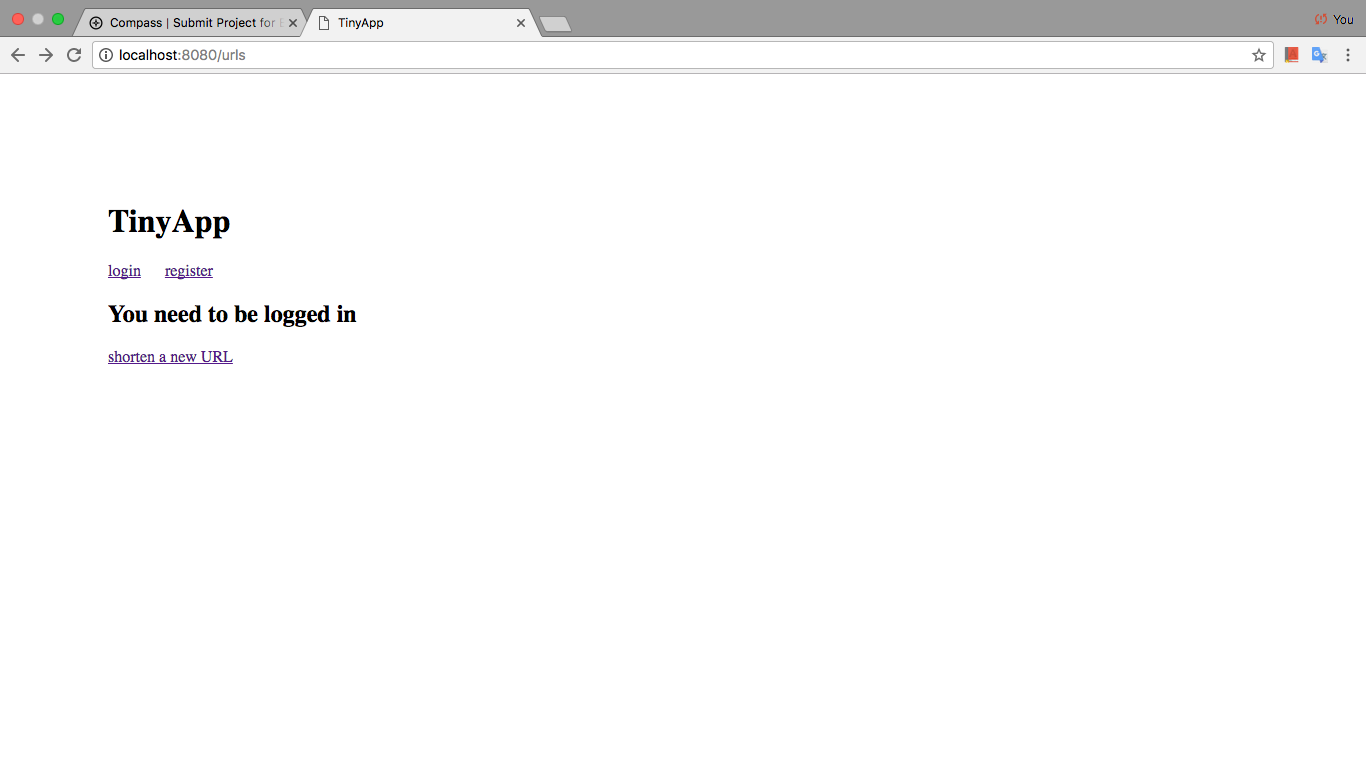 Compass | Submit Project for
TinyApp
You
localhost:8080/urls
TinyApp
login register
You need to be logged in
shorten a new URL